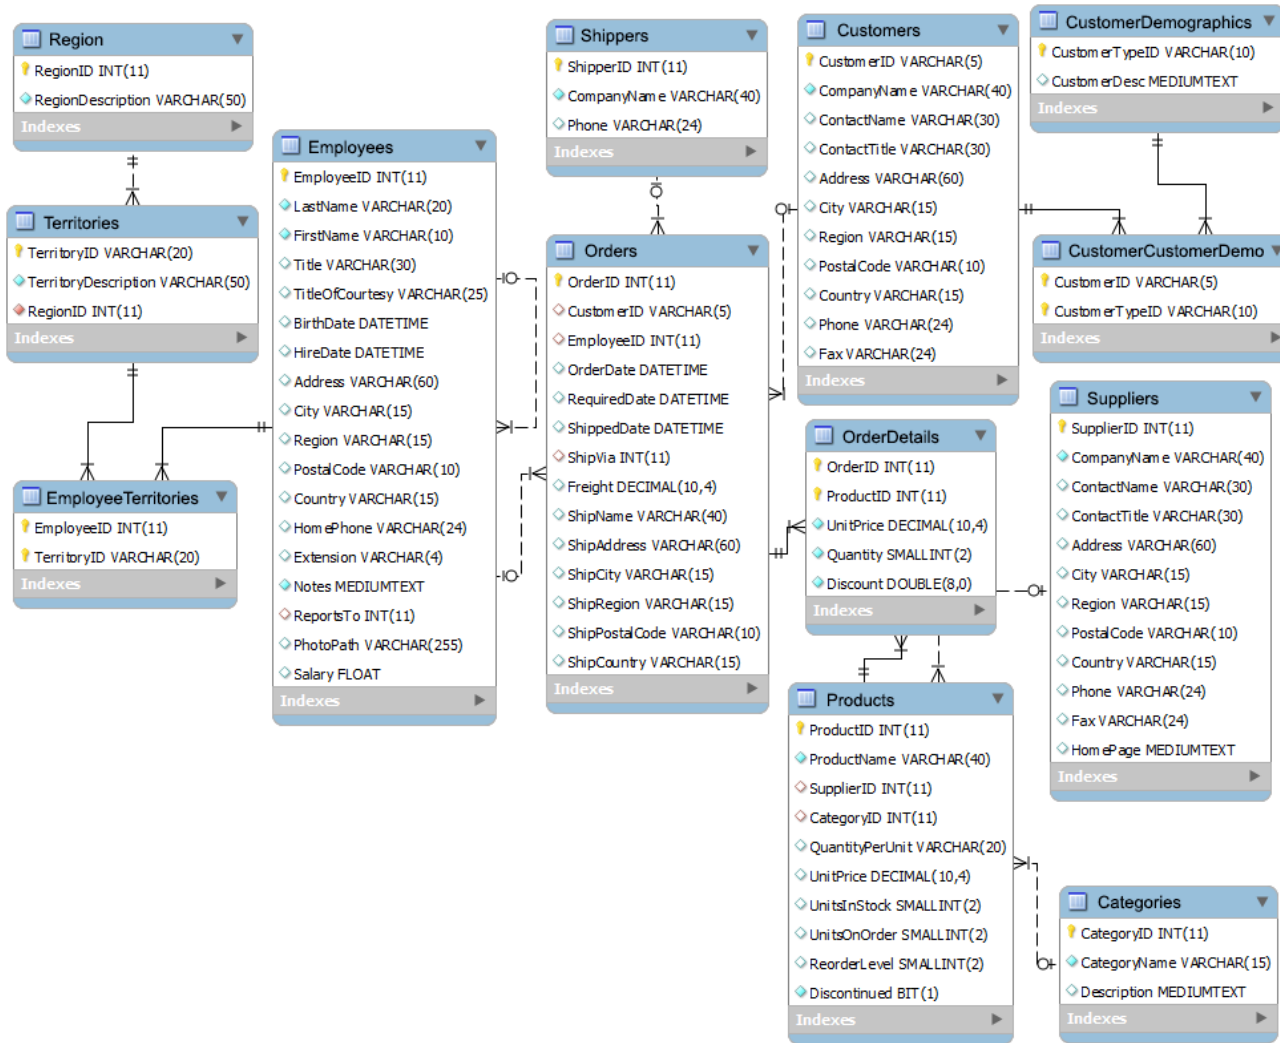 Region
RegionID INT(11)
RegionDescription VARCHAR(50)
Indexes
Territories
TerritoryID VARCHAR(20)
TerritoryDescription VARCHAR(50)
RegionID INT(11)
Indexes
EmployeeTerritories
EmployeeID INT(11)
TerritoryID VARCHAR(20)
Indexes
Employees
EmployeeID INT(11)
LastName VARCHAR(20)
FirstName VARCHAR(10)
Title VARCHAR(30)
TitleOfCourtesy VARCHAR(25)
BirthDate DATETIME
HireDate DATETIME
Address VARCHAR(60)
City VARCHAR(15)
Region VARCHAR(15)
PostalCode VARCHAR(10)
Country VARCHAR(15)
HomePhone VARCHAR(24)
Extension VARCHAR(4)
Notes MEDIUMTEXT
ReportsTo INT(11)
PhotoPath VARCHAR(255)
Salary FLOAT
Indexes
Shippers
ShipperID INT(11)
CompanyName VARCHAR(40)
Phone VARCHAR(24)
Indexes
Orders
OrderID INT(11)
CustomerID VARCHAR(5)
EmployeeID INT(11)
OrderDate DATETIME
RequiredDate DATETIME
ShippedDate DATETIME
ShipVia INT(11)
Freight DECIMAL(10,4)
ShipName VARCHAR(40)
ShipAddress VARCHAR(60)
ShipCity VARCHAR(15)
ShipRegion VARCHAR(15)
ShipPostalCode VARCHAR(10)
ShipCountry VARCHAR(15)
Indexes
Customers
CustomerID VARCHAR(5)
CompanyName VARCHAR(40)
ContactName VARCHAR(30)
ContactTitle VARCHAR(30)
Address VARCHAR(60)
City VARCHAR(15)
Region VARCHAR(15)
PostalCode VARCHAR(10)
Country VARCHAR(15)
Phone VARCHAR(24)
Fax VARCHAR(24)
Indexes
OrderDetails
OrderID INT(11)
ProductID INT(11)
UnitPrice DECIMAL(10,4)
Quantity SMALLINT(2)
Discount DOUBLE(8,0)
Indexes
Products
ProductID INT(11)
ProductName VARCHAR(40)
SupplierID INT(11)
CategoryID INT(11)
QuantityPerUnit VARCHAR(20)
UnitPrice DECIMAL(10,4)
UnitsInStock SMALLINT(2)
UnitsOnOrder SMALLINT(2)
ReorderLevel SMALLINT(2)
Discontinued BIT(1)
Indexes
CustomerDemographics
CustomerTypeID VARCHAR(10)
CustomerDesc MEDIUMTEXT
Indexes
CustomerCustomerDemo
CustomerID VARCHAR(5)
CustomerTypeID VARCHAR(10)
Indexes
Suppliers
SupplierID INT(11)
CompanyName VARCHAR(40)
ContactName VARCHAR(30)
ContactTitle VARCHAR(30)
Address VARCHAR(60)
City VARCHAR(15)
Region VARCHAR(15)
PostalCode VARCHAR(10)
Country VARCHAR(15)
Phone VARCHAR(24)
Fax VARCHAR(24)
HomePage MEDIUMTEXT
Indexes
Categories
CategoryID INT(11)
CategoryName VARCHAR(15)
Description MEDIUMTEXT
Indexes